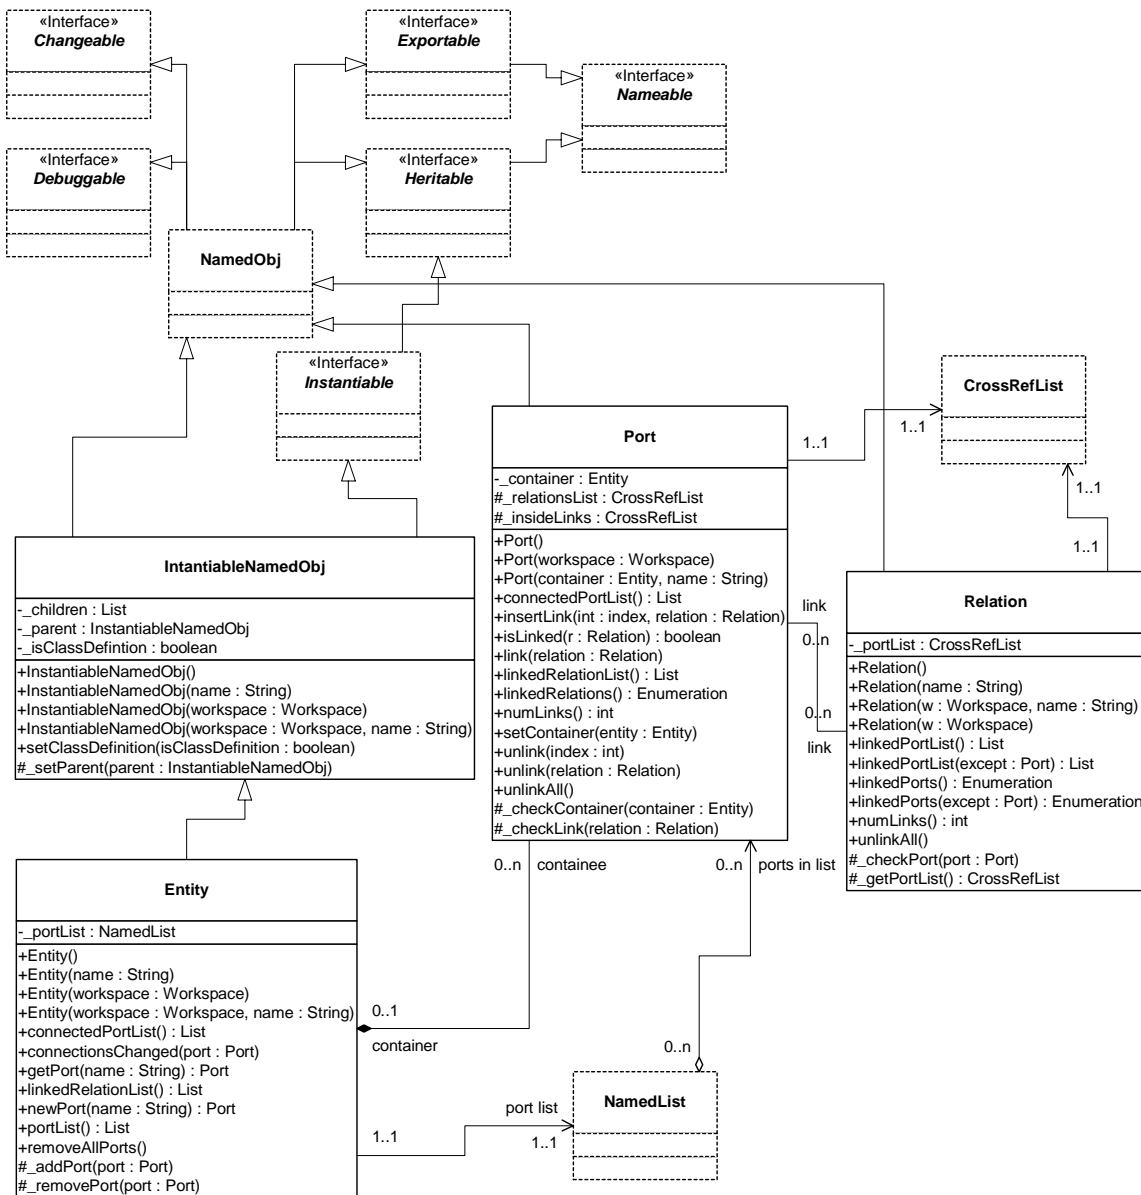 «Interface»
Changeable
«Interface»
Exportable
«Interface»
Nameable
«Interface»
Debuggable
«Interface»
Heritable
NamedObj
«Interface»
Instantiable
CrossRefList
1..1
1..1
1..1
1..1
Port
-_container : Entity
#_relationsList : CrossRefList
#_insideLinks : CrossRefList
+Port()
+Port(workspace : Workspace)
+Port(container : Entity, name : String)
+connectedPortList() : List
+insertLink(int : index, relation : Relation)
+isLinked(r : Relation) : boolean
+link(relation : Relation)
+linkedRelationList() : List
+linkedRelations() : Enumeration
+numLinks() : int
+setContainer(entity : Entity)
+unlink(index : int)
+unlink(relation : Relation)
+unlinkAll()
#_checkContainer(container : Entity)
#_checkLink(relation : Relation)
link
0..n
0..n
link
Relation
-_portList : CrossRefList
+Relation()
+Relation(name : String)
+Relation(w : Workspace, name : String)
+Relation(w : Workspace)
+linkedPortList() : List
+linkedPortList(except : Port) : List
+linkedPorts() : Enumeration
+linkedPorts(except : Port) : Enumeration
+numLinks() : int
+unlinkAll()
#_checkPort(port : Port)
#_getPortList() : CrossRefList
IntantiableNamedObj
-_children : List
-_parent : InstantiableNamedObj
-_isClassDefintion : boolean
+InstantiableNamedObj()
+InstantiableNamedObj(name : String)
+InstantiableNamedObj(workspace : Workspace)
+InstantiableNamedObj(workspace : Workspace, name : String)
+setClassDefinition(isClassDefinition : boolean)
#_setParent(parent : InstantiableNamedObj)
0..n containee
0..n ports in list
Entity
-_portList : NamedList
+Entity()
+Entity(name : String)
+Entity(workspace : Workspace)
+Entity(workspace : Workspace, name : String)
+connectedPortList() : List
+connectionsChanged(port : Port)
+getPort(name : String) : Port
+linkedRelationList() : List
+newPort(name : String) : Port
+portList() : List
+removeAllPorts()
#_addPort(port : Port)
#_removePort(port : Port)
0..1
container
0..n
NamedList
port list
1..1
1..1